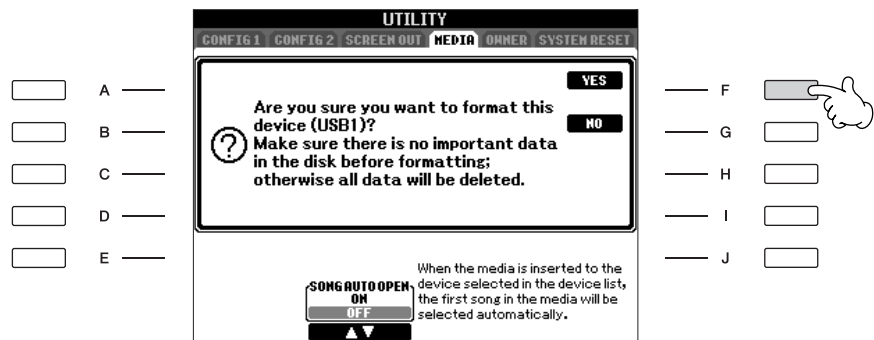 UTILITY
CONFIG 1 CONFIG 2 SCREEN OUT MEDIA OWNER SYSTEM RESET
A
B
C
D
E
YES
NO
Are you sure you want to format this
device (USB1)?
Make sure there is no important data
in the disk before formatting;
otherwise all data will be deleted.
F
G
H
I
J
SONG AUTO OPEN
ON
OFF
When the media is inserted to the
device selected in the device list,
the first song in the media will be
selected automatically.